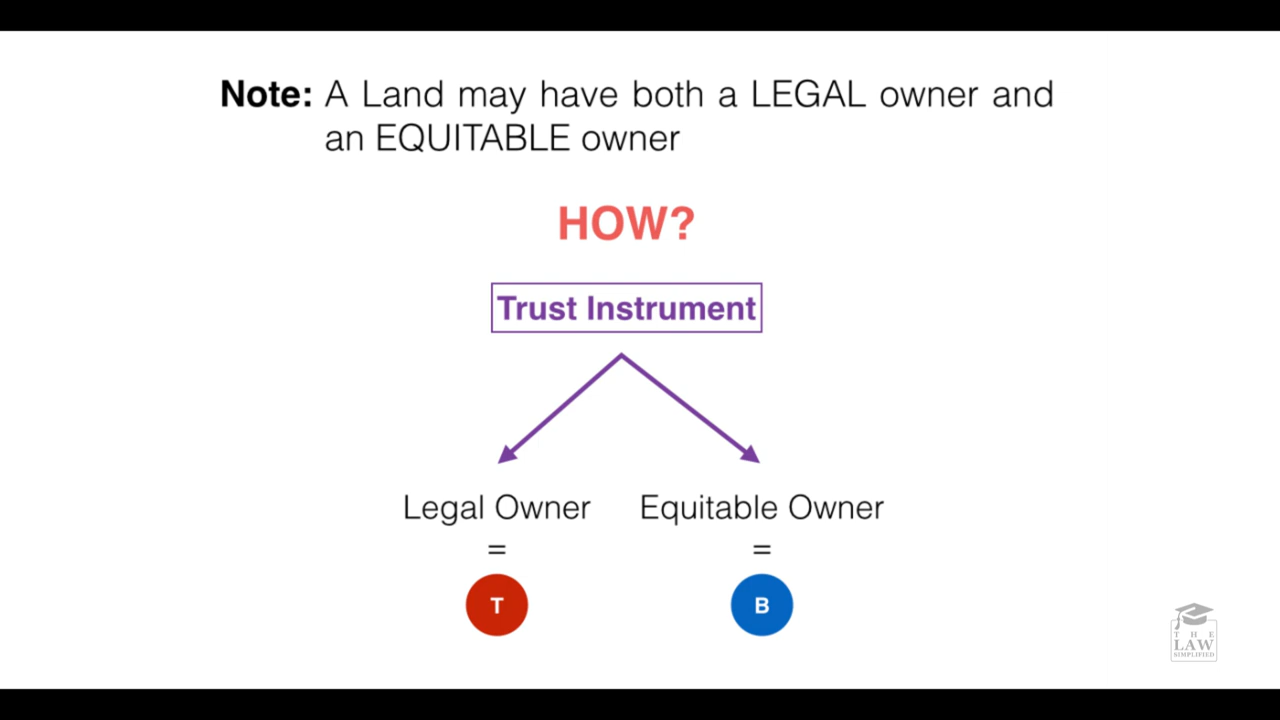 Note: A Land may have both a LEGAL owner and
an EQUITABLE owner
HOW?
Trust Instrument
Legal Owner Equitable Owner
= =
T B
THE
LAW
SIMPLIFIED